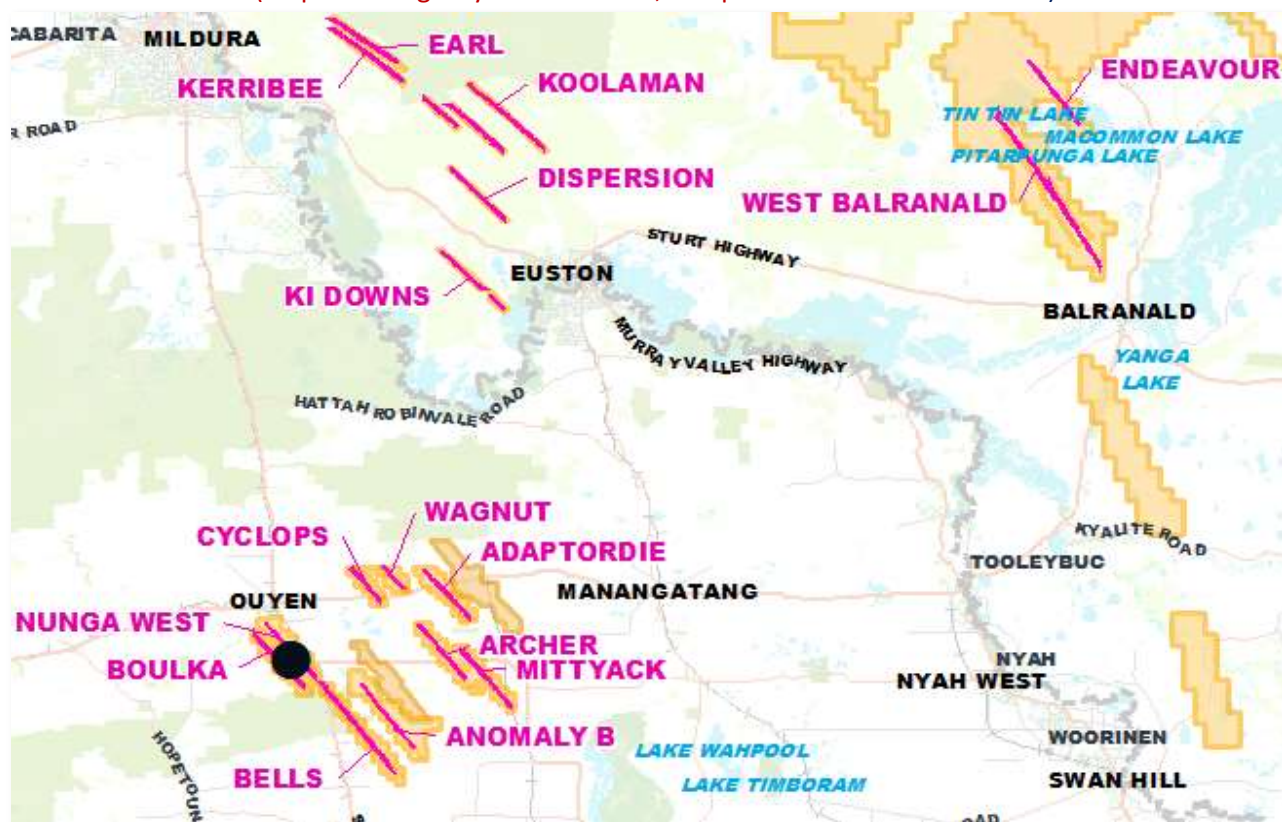 CABARITA
MILDURA
EARL
KERRIBEE
KOOLAMAN
ENDEAVOUR
TIN TIN LAKE
R ROAD
MACOMMON LAKE
PITARPUNGA LAKE
DISPERSION
WEST BALRANALD
STURT HIGHWAY
EUSTON
KI DOWNS
BALRANALD
MURRAY VALLEY HIGHWAY
YANGA
LAKE
HATTAH ROBINVALE ROAD
WAGNUT
CYCLOPS
ADAPTORDIE
KYALITE ROAD
TOOLEYBUC
MANANGATANG
OUYEN
NUNGA WEST
ARCHER
BOULKA
MITTYACK
NYAH
NYAH WEST
ANOMALY B
WOORINEN
LAKE WAHPOOL
HOPETOUN
BELLS
LAKE TIMBORAM
SWAN HILL
OAD